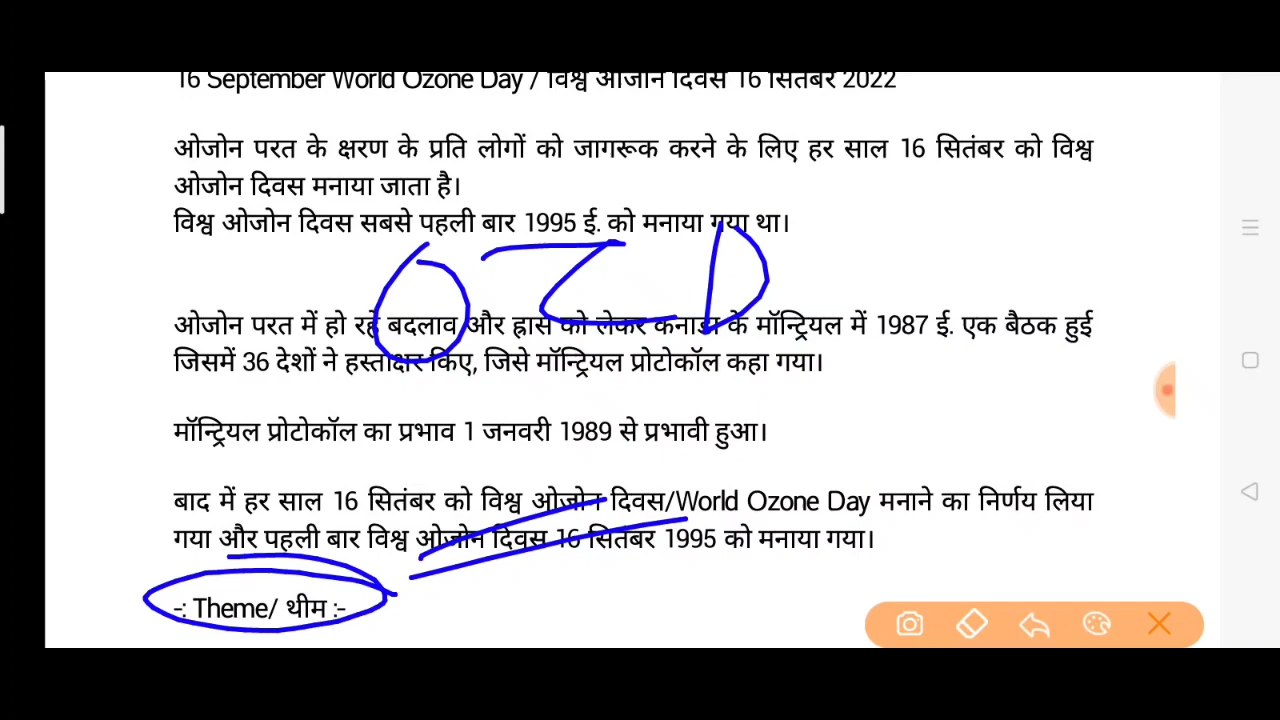 16 September World Ozone Day / विश्व ओजोन दिवस 16 सितंबर 2022
ओजोन परत के क्षरण के प्रति लोगों को जागरूक करने के लिए हर साल 16 सितंबर को विश्व
ओजोन दिवस मनाया जाता है।
विश्व ओजोन दिवस सबसे पहली बार 1995 ई. को मनाया गया था।
OZD
ओजोन परत में हो रहे बदलाव और ह्रास को लेकर कनाडा के मॉन्ट्रियल में 1987 ई. एक बैठक हुई
जिसमें 36 देशों ने हस्ताक्षर किए, जिसे मॉन्ट्रियल प्रोटोकॉल कहा गया।
मॉन्ट्रियल प्रोटोकॉल का प्रभाव 1 जनवरी 1989 से प्रभावी हुआ।
बाद में हर साल 16 सितंबर को विश्व ओजोन दिवस/World Ozone Day मनाने का निर्णय लिया
गया और पहली बार विश्व ओजोन दिवस 16 सितंबर 1995 को मनाया गया।
-: Theme/ थीम :-